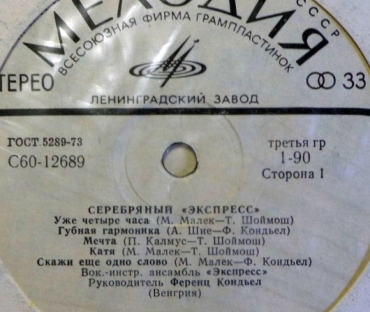 МЕЛОДИЯ
СССР
ВСЕСОЮЗНАЯ ФИРМА ГРАМПЛАСТИНОК
СТЕРЕО
33
ЛЕНИНГРАДСКИЙ ЗАВОД
ГОСТ 5289-73
С60-12689
третья гр
1-90
Сторона 1
СЕРЕБРЯНЫЙ «ЭКСПРЕСС»
Уже четыре часа (М. Малек—Т. Шоймош)
Губная гармоника (А. Шие—Ф. Кондьел)
Мечта (П. Калмус—Т. Шоймош)
Катя (М. Малек—Т. Шоймош)
Скажи еще одно слово (М. Малек—Ф. Кондьел)
Вок.-инстр. ансамбль «Экспресс»
Руководитель Ференц Кондьел
(Венгрия)